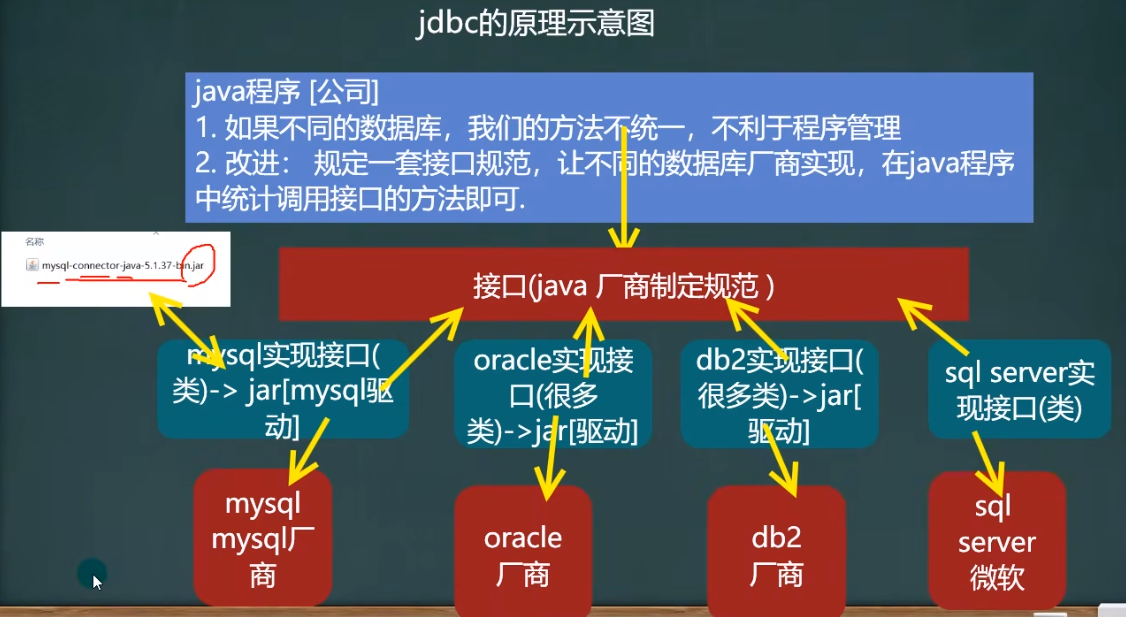 jdbc的原理示意图
java程序 [公司]
1. 如果不同的数据库，我们的方法不统一，不利于程序管理
2. 改进： 规定一套接口规范，让不同的数据库厂商实现，在java程序
中统计调用接口的方法即可.
名称
mysql-connector-java-5.1.37-bin.jar
接口(java 厂商制定规范 )
mysql实现接口(
类)-> jar[mysql驱
动]
oracle实现接
口(很多
类)->jar[驱动]
db2实现接口(
很多类)->jar[
驱动]
sql server实
现接口(类)
mysql
mysql厂
商
oracle
厂商
db2
厂商
sql
server
微软